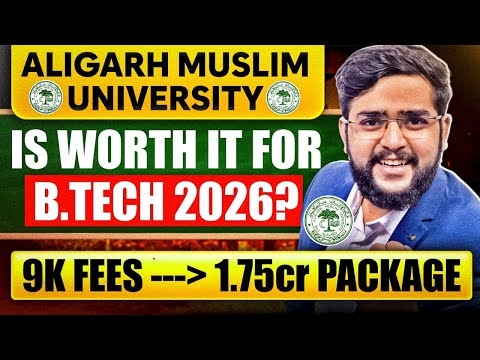 ALIGARH MUSLIM
UNIVERSITY
IS WORTH IT FOR
B.TECH 2026?
9K FEES ---> 1.75cr PACKAGE